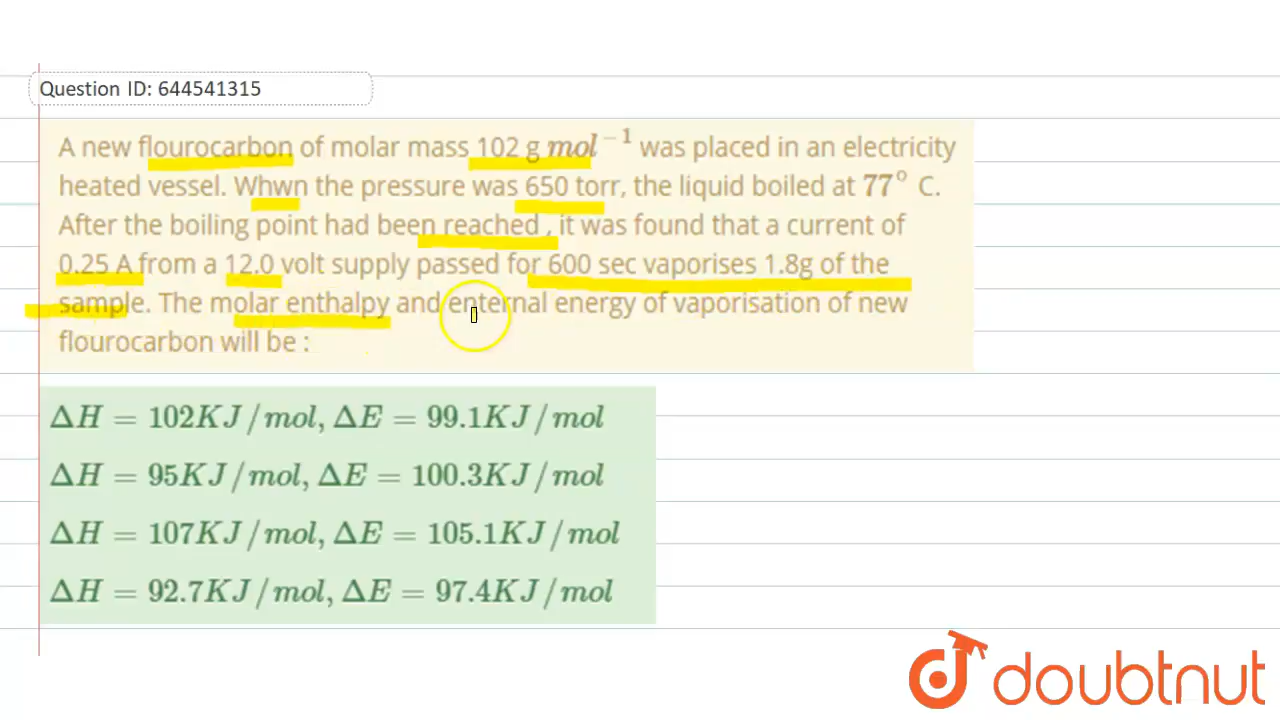 Question ID: 644541315
A new flourocarbon of molar mass 102 g mol⁻¹ was placed in an electricity
heated vessel. Whwn the pressure was 650 torr, the liquid boiled at 77° C.
After the boiling point had been reached , it was found that a current of
0.25 A from a 12.0 volt supply passed for 600 sec vaporises 1.8g of the
sample. The molar enthalpy and enternal energy of vaporisation of new
flourocarbon will be :
ΔH = 102KJ/mol, ΔE = 99.1KJ/mol
ΔH = 95KJ/mol, ΔE = 100.3KJ/mol
ΔH = 107KJ/mol, ΔE = 105.1KJ/mol
ΔH = 92.7KJ/mol, ΔE = 97.4KJ/mol
doubtnut